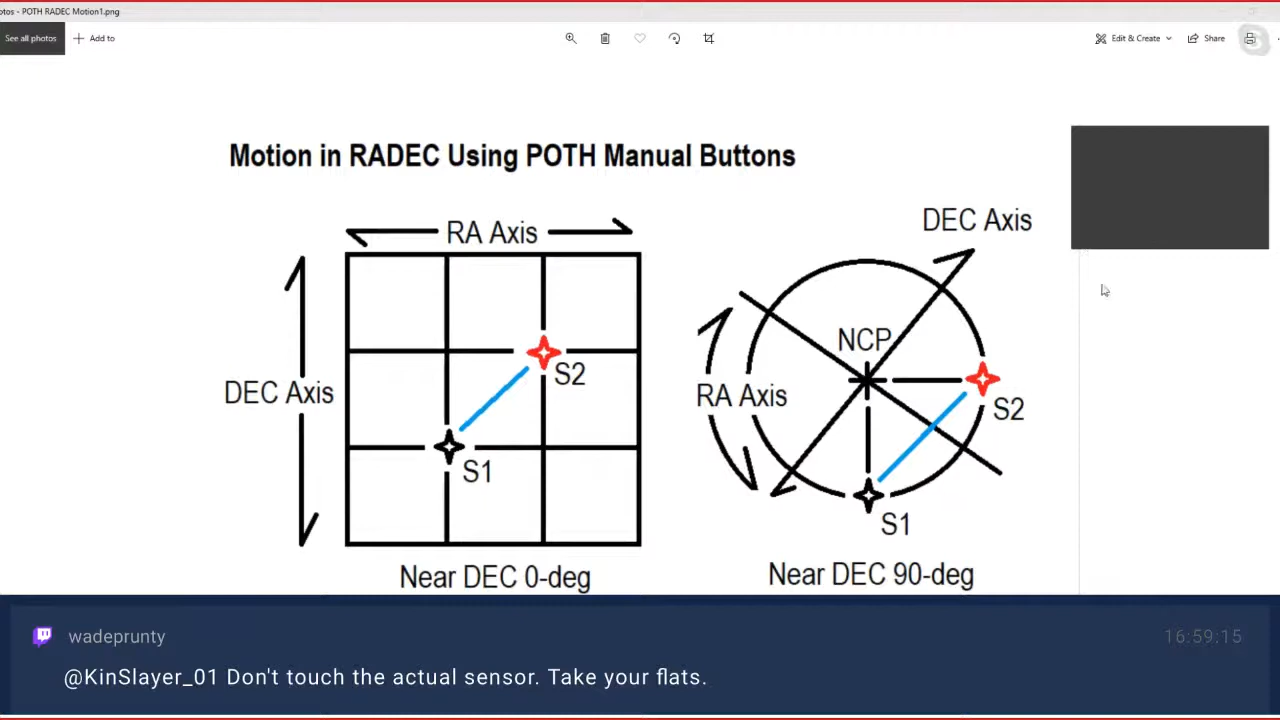 otos - POTH RADEC Motion1.png
See all photos
Add to
Edit & Create
Share
Motion in RADEC Using POTH Manual Buttons
RA Axis
DEC Axis
S2
S1
Near DEC 0-deg
DEC Axis
NCP
RA Axis
S2
S1
Near DEC 90-deg
wadeprunty
16:59:15
@KinSlayer_01 Don't touch the actual sensor. Take your flats.